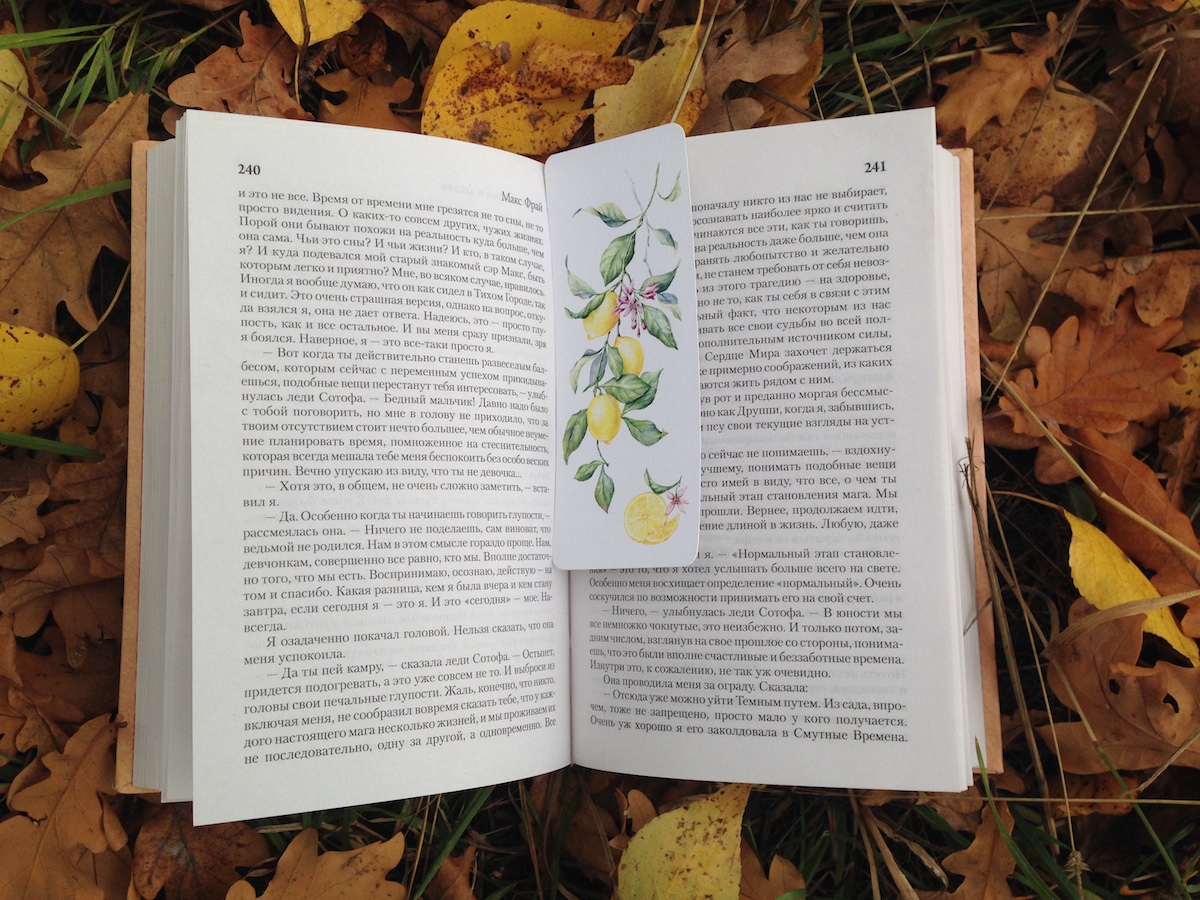 240
Макс Фрай
и это не все. Время от времени мне грезятся не то сны, не то
просто видения. О каких-то совсем других, чужих жизнях.
Порой они бывают похожи на реальность куда больше, чем
она сама. Чьи это сны? И чьи жизни? И кто, в таком случае,
я? И куда подевался мой старый знакомый сэр Макс, быть
которым легко и приятно? Мне, во всяком случае, нравилось.
Иногда я вообще думаю, что он как сидел в Тихом Городе, так
и сидит. Это очень страшная версия, однако на вопрос, отку-
да взялся я, она не дает ответа. Надеюсь, это — просто глу-
пость, как и все остальное. И вы меня сразу признали, зря
я боялся. Наверное, я — это все-таки просто я.
— Вот когда ты действительно станешь развеселым бал-
бесом, которым сейчас с переменным успехом прикидыва-
ешься, подобные вещи перестанут тебя интересовать, — улыб-
нулась леди Сотофа. — Бедный мальчик! Давно надо было
с тобой поговорить, но мне в голову не приходило, что за
твоим отсутствием стоит нечто большее, чем обычное неуме-
ние планировать время, помноженное на стеснительность,
которая всегда мешала тебе меня беспокоить без особо веских
причин. Вечно упускаю из виду, что ты не девочка...
— Хотя это, в общем, не очень сложно заметить, — вста-
вил я.
— Да. Особенно когда ты начинаешь говорить глупости, —
рассмеялась она. — Ничего не поделаешь, сам виноват, что
ведьмой не родился. Нам в этом смысле гораздо проще. Нам,
девчонкам, совершенно все равно, кто мы. Вполне достаточ-
но того, что мы есть. Воспринимаю, осознаю, действую — на
том и спасибо. Какая разница, кем я была вчера и кем стану
завтра, если сегодня я — это я. И это «сегодня» — мое. На-
всегда.
Я озадаченно покачал головой. Нельзя сказать, что она
меня успокоила.
— Да ты пей камру, — сказала леди Сотофа. — Остынет,
придется подогревать, а это уже совсем не то. И выброси из
головы свои печальные глупости. Жаль, конечно, что никто,
включая меня, не сообразил вовремя сказать тебе, что у каж-
дого настоящего мага несколько жизней, и мы проживаем их
не последовательно, одну за другой, а одновременно. Все
241
поначалу никто из нас не выбирает,
осознавать наиболее ярко и считать
чинаются все эти, как ты говоришь,
на реальность даже больше, чем она
ранять любопытство и желательно
м, не станем требовать от себя невоз-
из этого трагедию — на здоровье,
но не то, как ты себя в связи с этим
льный факт, что некоторым из нас
ивать все свои судьбы во всей пол-
ополнительным источником силы,
Сердце Мира захочет держаться
же примерно соображений, из каких
аются жить рядом с ним.
ув рот и преданно моргая бессмыс-
но как Друппи, когда я, забывшись,
псу свои текущие взгляды на уст-
о сейчас не понимаешь, — вздохну-
лучшему, понимать подобные вещи
сто имей в виду, что все, о чем ты
льный этап становления мага. Мы
прошли. Вернее, продолжаем идти,
ение длиной в жизнь. Любую, даже
я. — «Нормальный этап становле-
ния» — это то, что я хотел услышать больше всего на свете.
Особенно меня восхищает определение «нормальный». Очень
соскучился по возможности принимать его на свой счет.
— Ничего, — улыбнулась леди Сотофа. — В юности мы
все немножко чокнутые, это неизбежно. И только потом, за-
дним числом, взглянув на свое прошлое со стороны, понима-
ешь, что это были вполне счастливые и беззаботные времена.
Изнутри это, к сожалению, не так уж очевидно.
Она проводила меня за ограду. Сказала:
— Отсюда уже можно уйти Темным путем. Из сада, впро-
чем, тоже не запрещено, просто мало у кого получается.
Очень уж хорошо я его заколдовала в Смутные Времена.